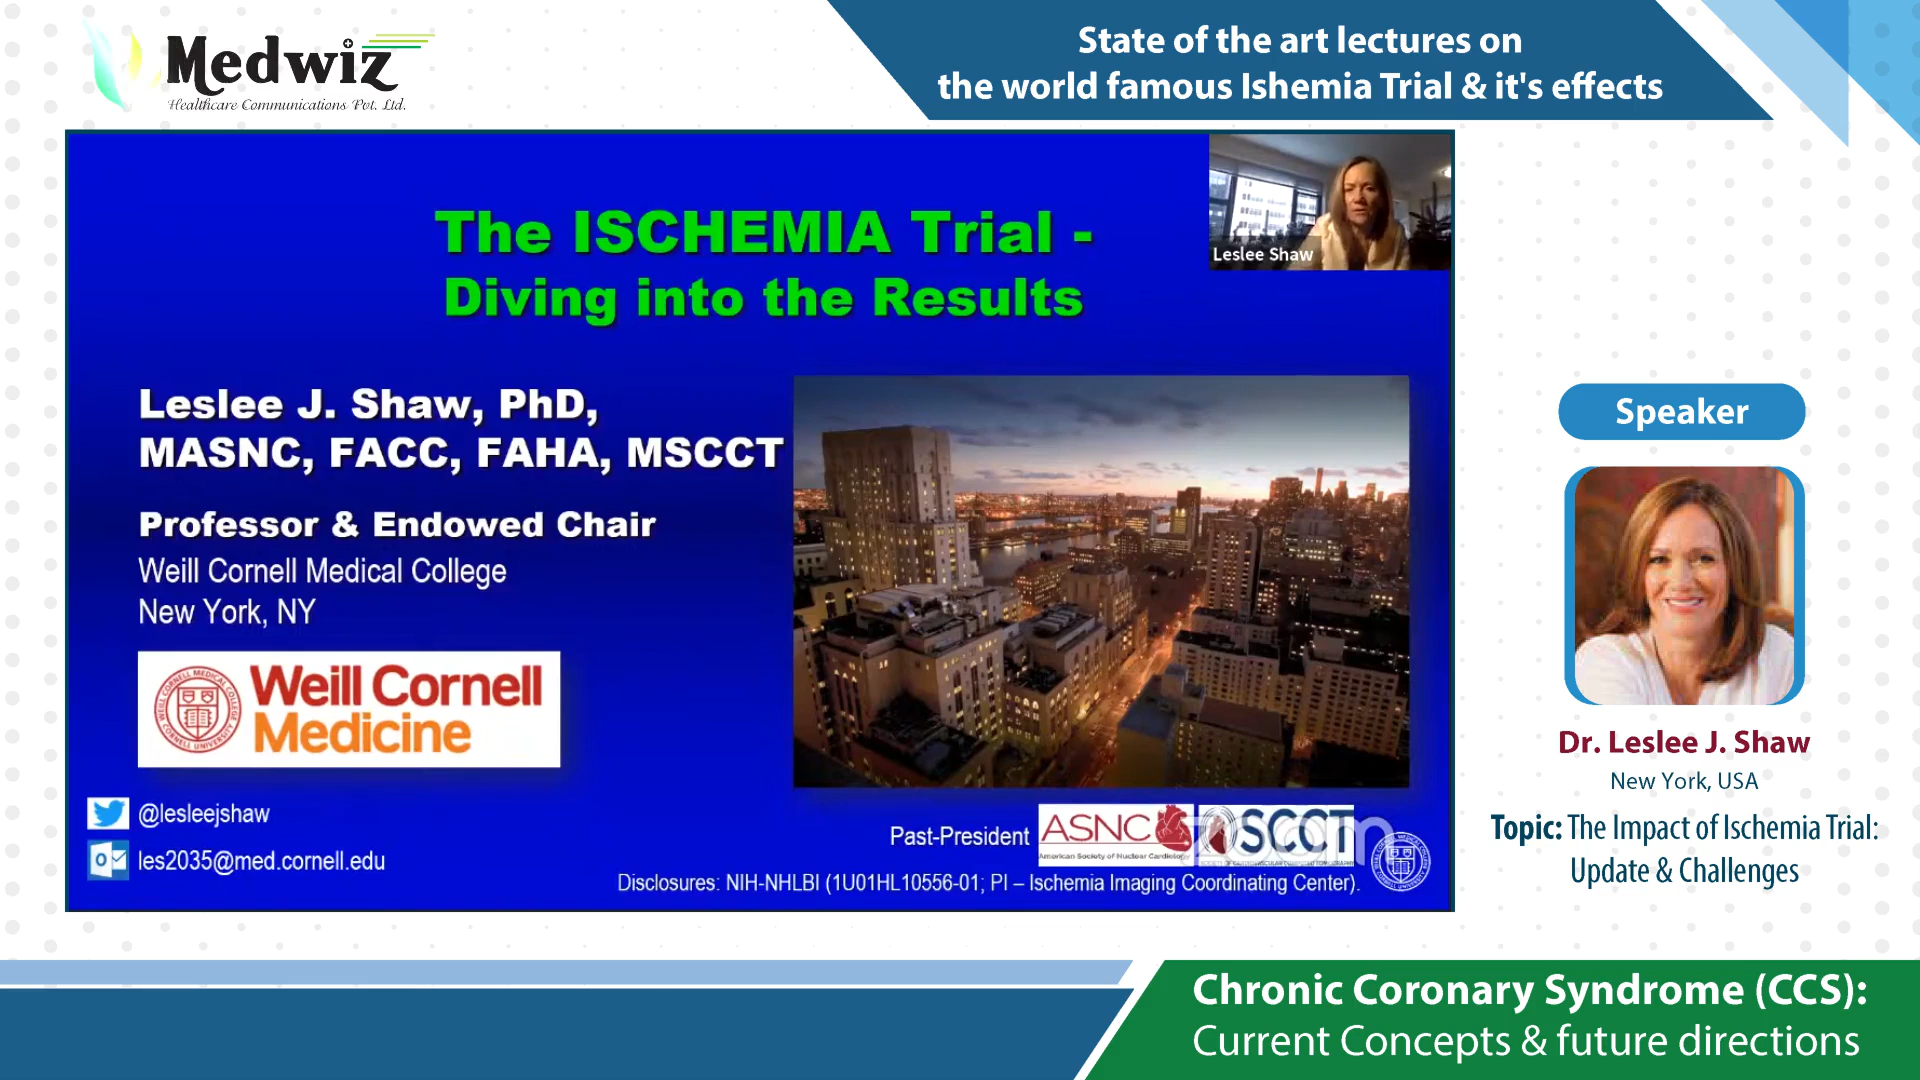 Medwiz
Healthcare Communications Pvt. Ltd.
State of the art lectures on
the world famous Ishemia Trial & it's effects
The ISCHEMIA Trial -
Diving into the Results
Leslee Shaw
Leslee J. Shaw, PhD,
MASNC, FACC, FAHA, MSCCT
Professor & Endowed Chair
Weill Cornell Medical College
New York, NY
Weill Cornell
Medicine
@lesleejshaw
les2035@med.cornell.edu
Past-President
ASNC
American Society of Nuclear Cardiology
SCCT
zoom
Disclosures: NIH-NHLBI (1U01HL10556-01; PI – Ischemia Imaging Coordinating Center).
Speaker
Dr. Leslee J. Shaw
New York, USA
Topic: The Impact of Ischemia Trial:
Update & Challenges
Chronic Coronary Syndrome (CCS):
Current Concepts & future directions